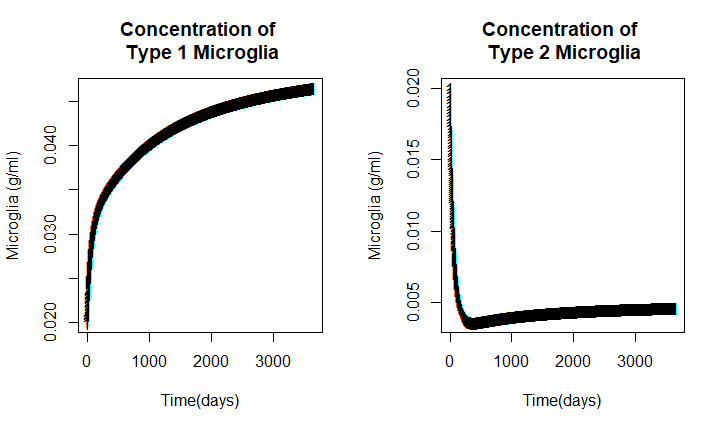 Concentration of
Type 1 Microglia
Microglia (g/ml)
0.020
0.030
0.040
0
1000
2000
3000
Time(days)
Concentration of
Type 2 Microglia
Microglia (g/ml)
0.005
0.010
0.015
0.020
0
1000
2000
3000
Time(days)